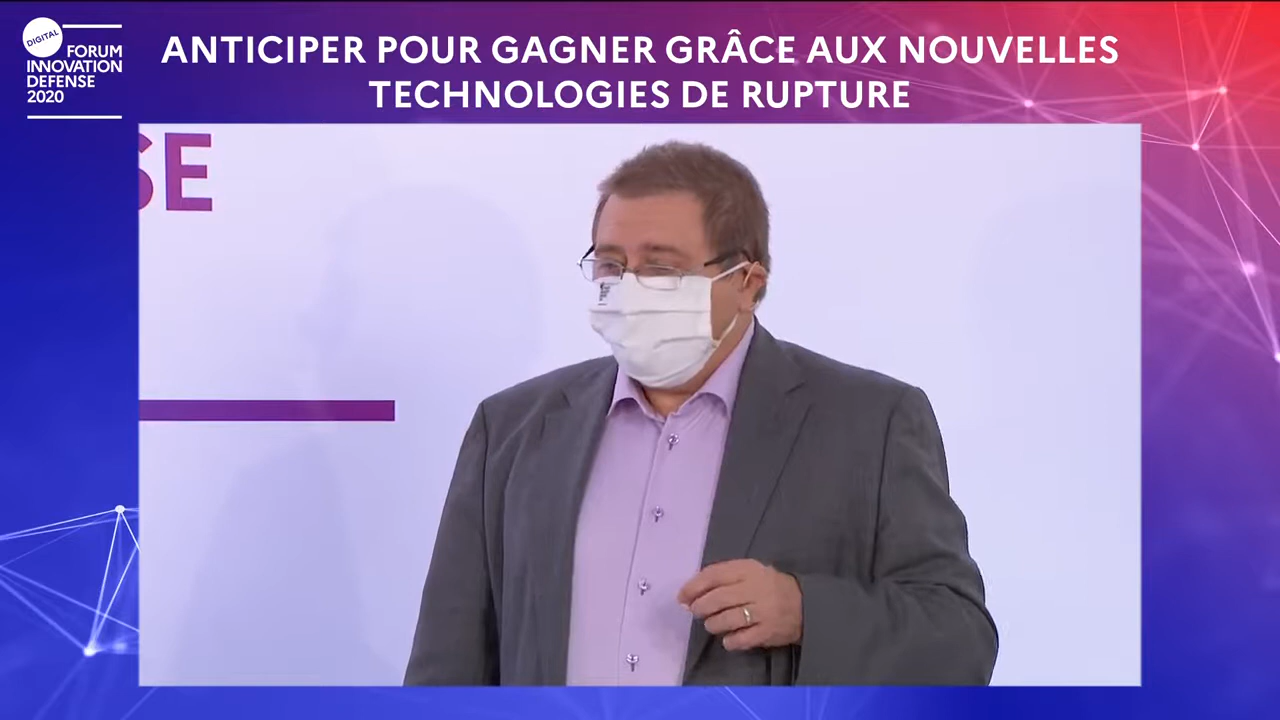 DIGITAL
FORUM
INNOVATION
DEFENSE
2020
ANTICIPER POUR GAGNER GRÂCE AUX NOUVELLES
TECHNOLOGIES DE RUPTURE
SE